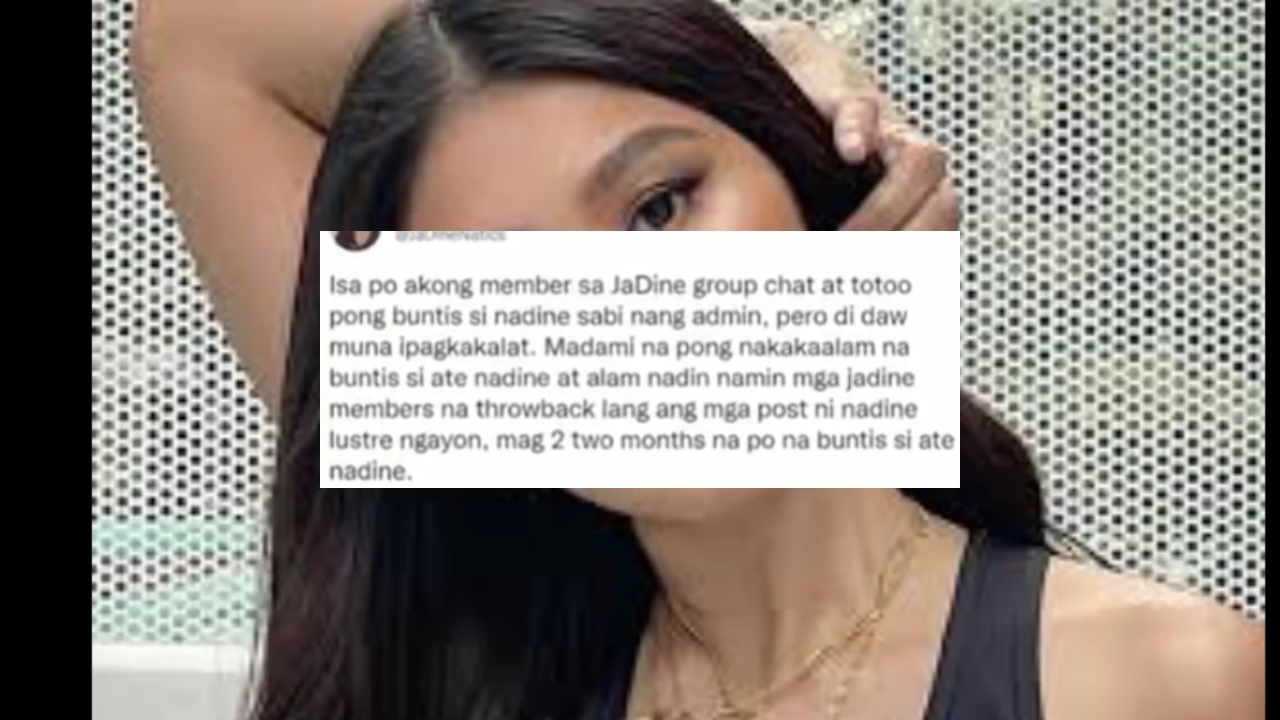 @JaDineNatics
Isa po akong member sa JaDine group chat at totoo
pong buntis si nadine sabi nang admin, pero di daw
muna ipagkakalat. Madami na pong nakakaalam na
buntis si ate nadine at alam nadin namin mga jadine
members na throwback lang ang mga post ni nadine
lustre ngayon, mag 2 two months na po na buntis si ate
nadine.